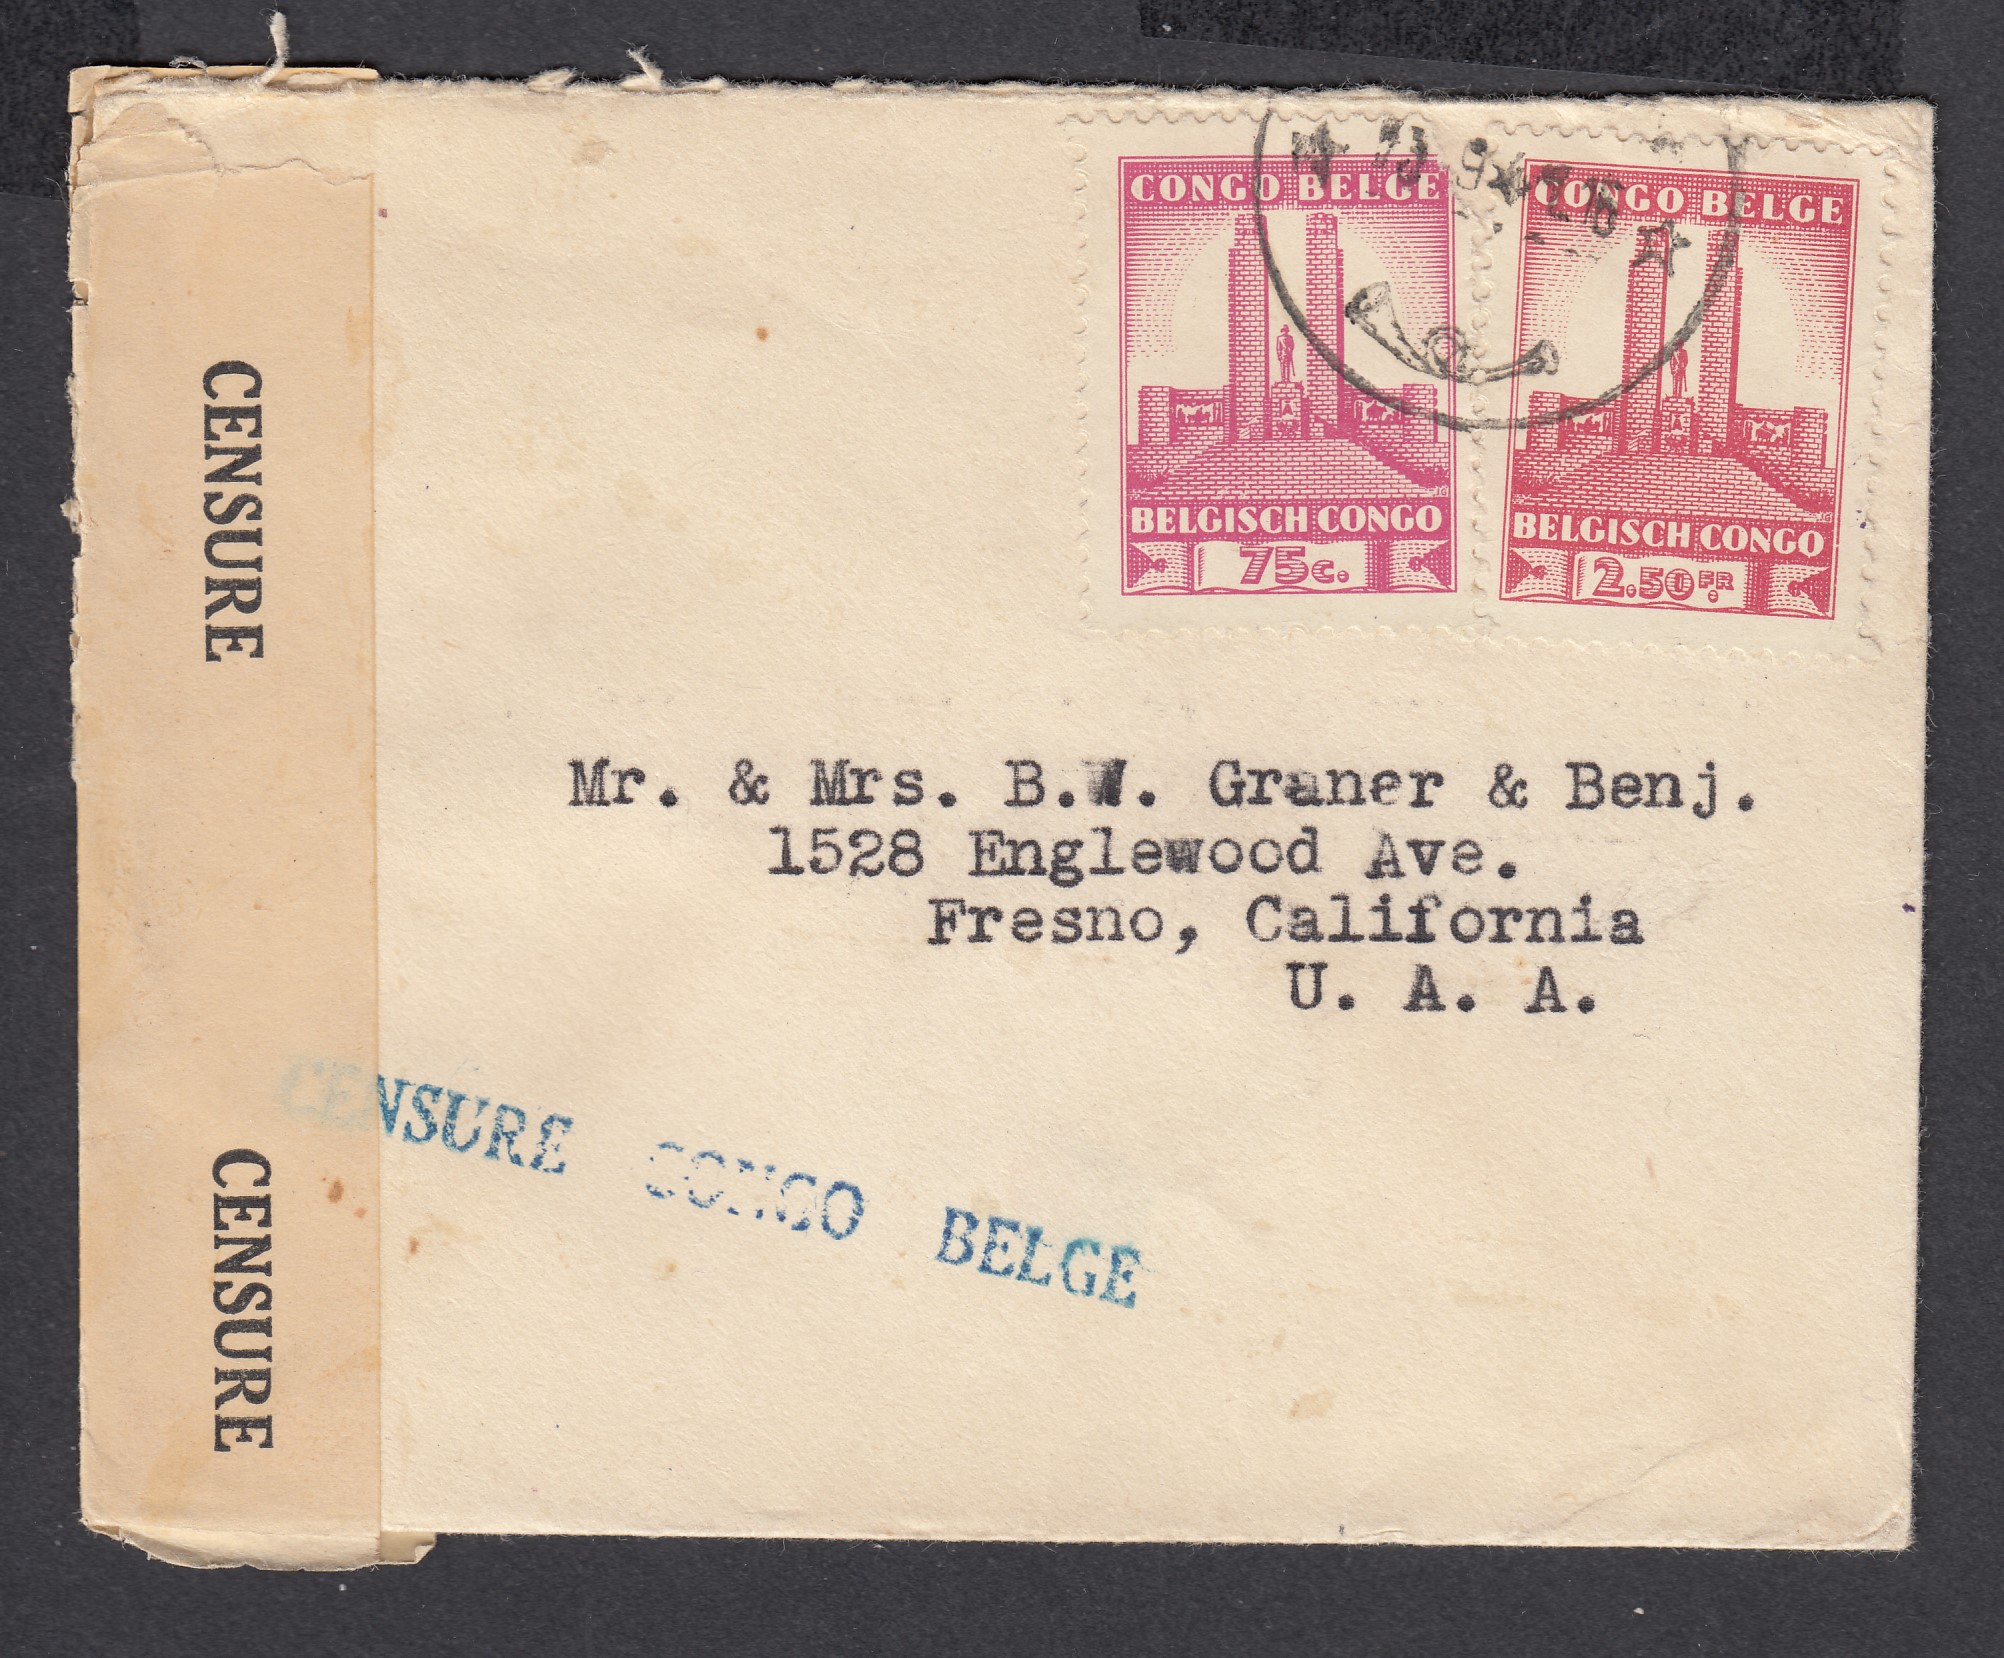 CONGO BELGE
BELGISCH CONGO
75c.
CONGO BELGE
BELGISCH CONGO
2.50 FR
CENSURE
CENSURE
Mr. & Mrs. B.W. Graner & Benj.
1528 Englewood Ave.
Fresno, California
U. A. A.
CENSURE CONGO BELGE